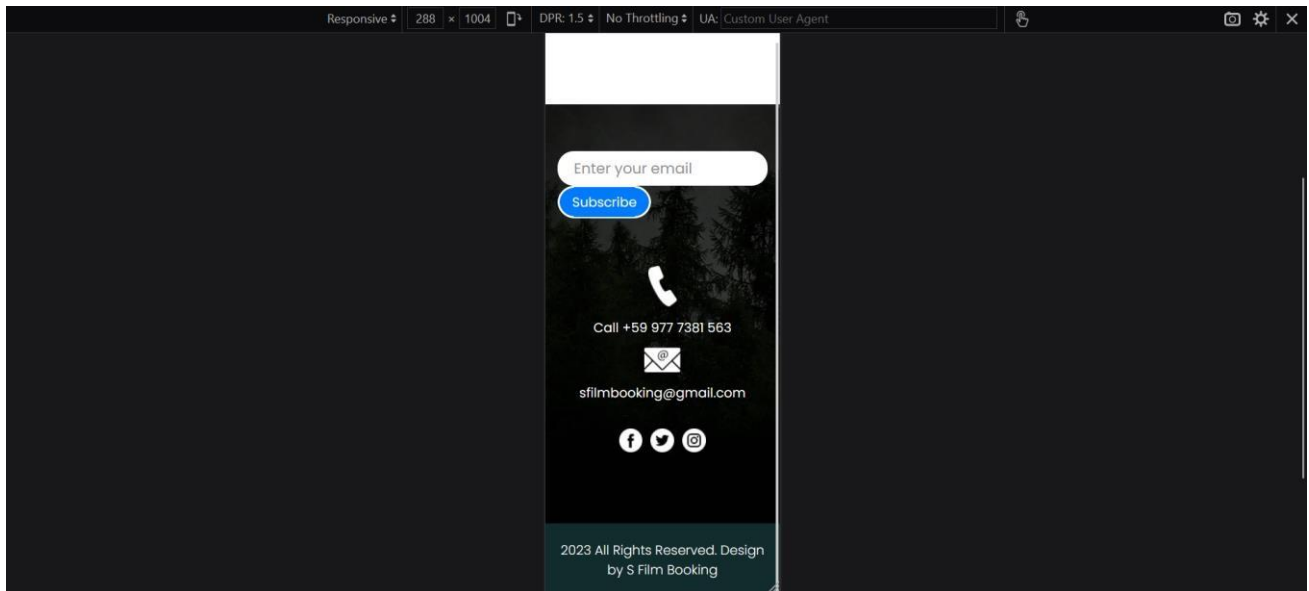 Responsive 288 × 1004 DPR: 1.5 No Throttling UA: Custom User Agent
Enter your email
Subscribe
Call +59 977 7381 563
@
sfilmbooking@gmail.com
2023 All Rights Reserved. Design
by S Film Booking